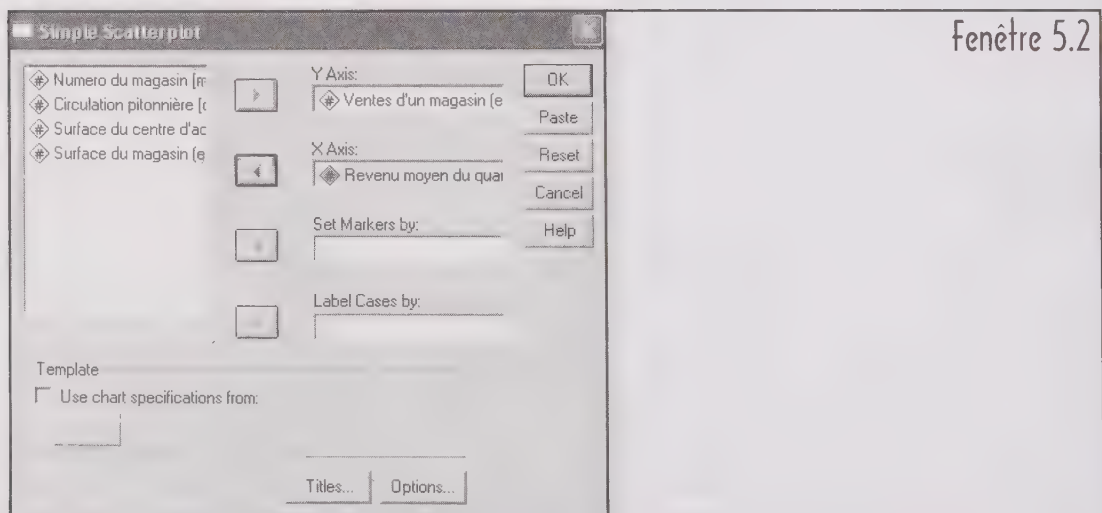 Fenêtre 5.2
Simple Scatterplot
Numero du magasin [m
Circulation pitonnière [c
Surface du centre d'ac
Surface du magasin (e
Y Axis:
Ventes d'un magasin (e
X Axis:
Revenu moyen du quar
Set Markers by:
Label Cases by:
OK
Paste
Reset
Cancel
Help
Template
Use chart specifications from:
Titles...
Options...